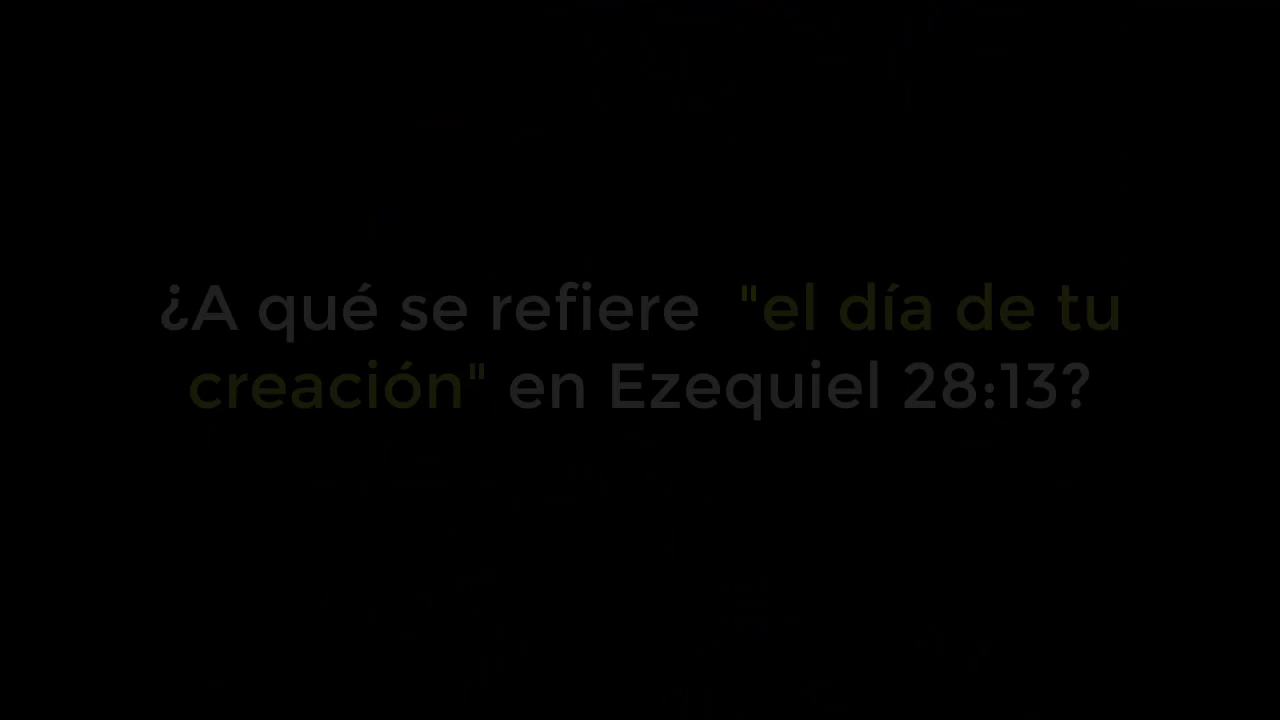 ¿A qué se refiere "el día de tu
creación" en Ezequiel 28:13?